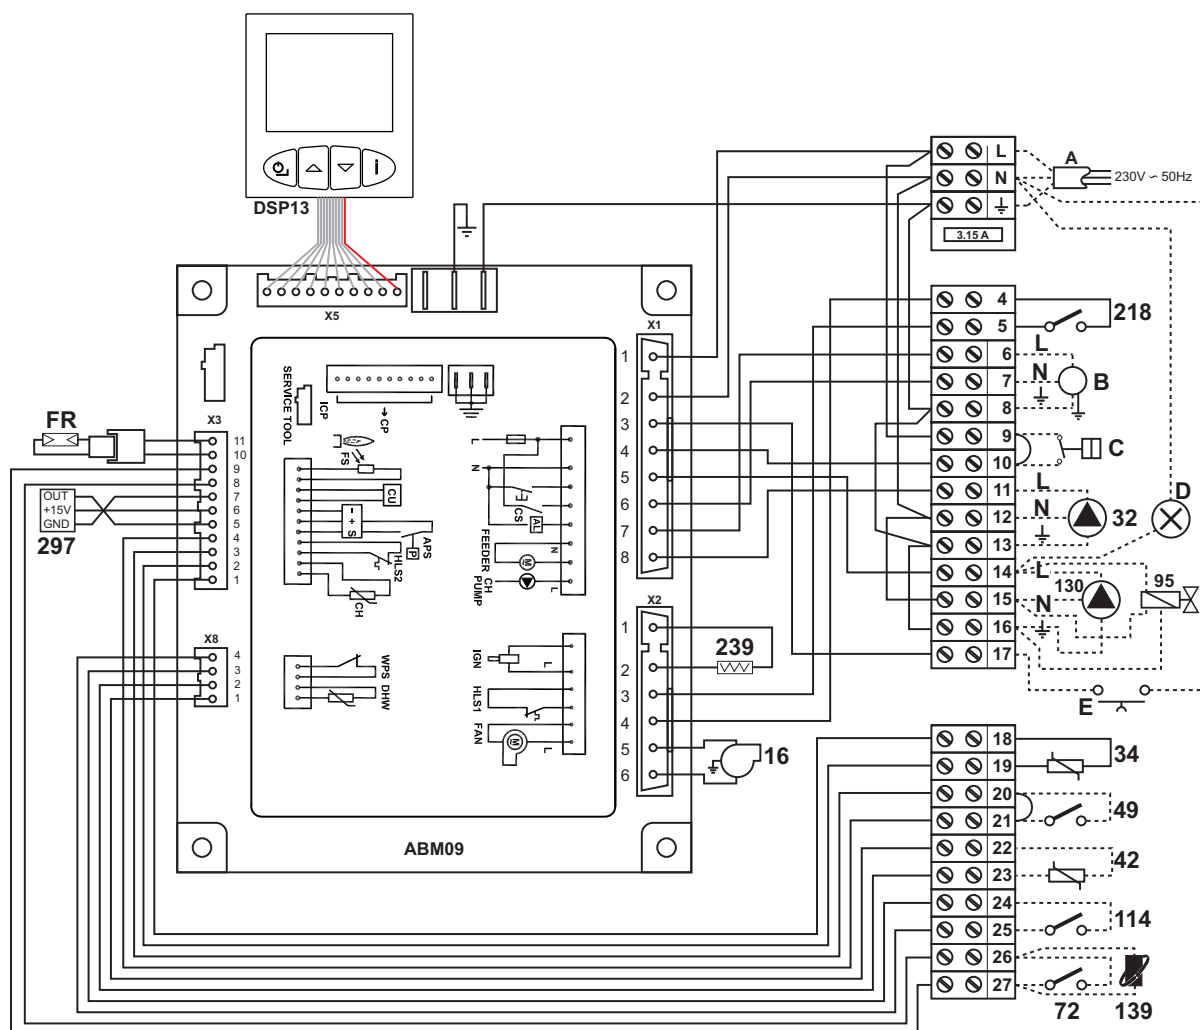 DSP13
L
N
A
230V ~ 50Hz
3.15 A
X5
X1
1
2
3
4
5
6
7
8
4
5
218
6
L
7
N
B
8
9
10
C
11
L
12
N
32
D
13
14
L
15
N
130
95
16
17
E
FR
X3
11
10
9
8
7
6
5
4
3
2
1
OUT
+15V
GND
297
X8
4
3
2
1
SERVICE TOOL
ICP
CP
FS
CU
- + S
APS
P
HLS2
CH
L
N
CS
AL
FEEDER
M
N
CH PUMP
L
WPS
DHW
IGN
L
HLS1
FAN
M
L
X2
1
2
3
4
5
6
239
16
ABM09
18
19
34
20
21
49
22
23
42
24
25
114
26
27
72
139